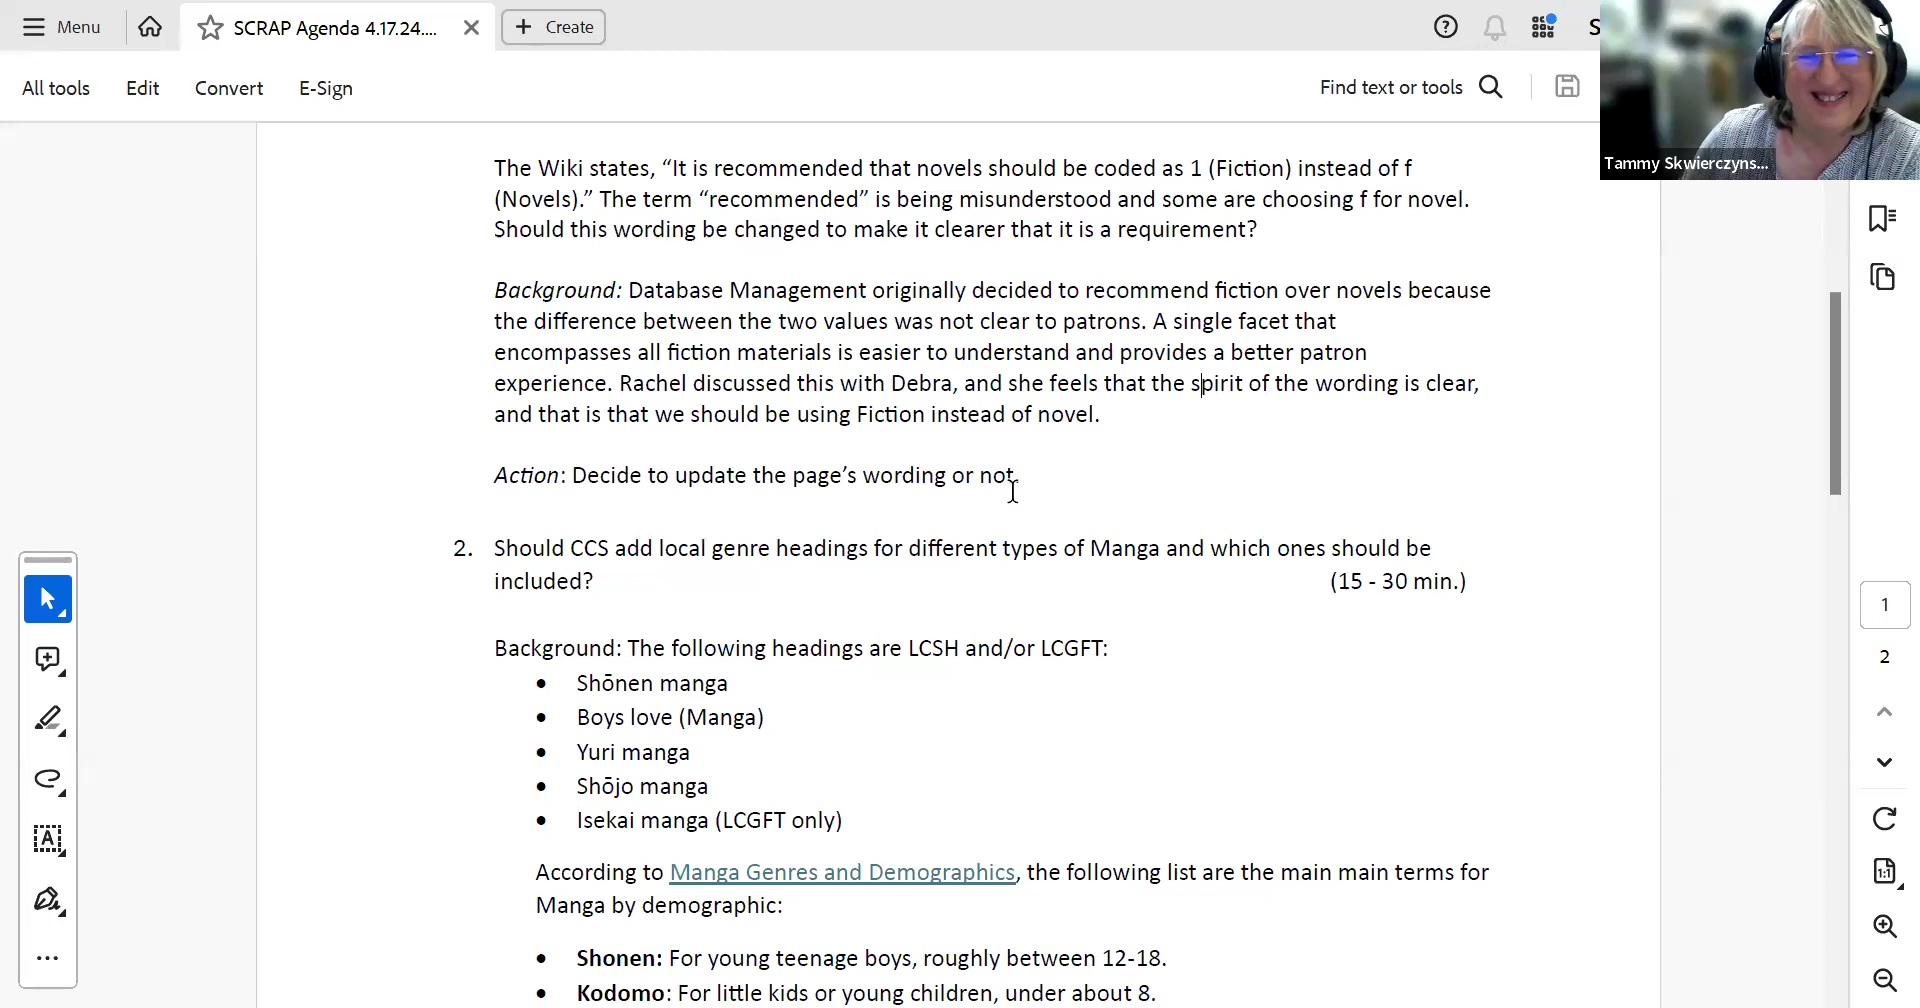 Menu
SCRAP Agenda 4.17.24....
Create
S
All tools
Edit
Convert
E-Sign
Find text or tools
Tammy Skwierczyns...
The Wiki states, “It is recommended that novels should be coded as 1 (Fiction) instead of f
(Novels).” The term “recommended” is being misunderstood and some are choosing f for novel.
Should this wording be changed to make it clearer that it is a requirement?
Background: Database Management originally decided to recommend fiction over novels because
the difference between the two values was not clear to patrons. A single facet that
encompasses all fiction materials is easier to understand and provides a better patron
experience. Rachel discussed this with Debra, and she feels that the spirit of the wording is clear,
and that is that we should be using Fiction instead of novel.
Action: Decide to update the page’s wording or not.
2. Should CCS add local genre headings for different types of Manga and which ones should be
included? (15 - 30 min.)
Background: The following headings are LCSH and/or LCGFT:
• Shōnen manga
• Boys love (Manga)
• Yuri manga
• Shōjo manga
• Isekai manga (LCGFT only)
According to Manga Genres and Demographics, the following list are the main main terms for
Manga by demographic:
• Shonen: For young teenage boys, roughly between 12-18.
• Kodomo: For little kids or young children, under about 8.
1
2
1:1